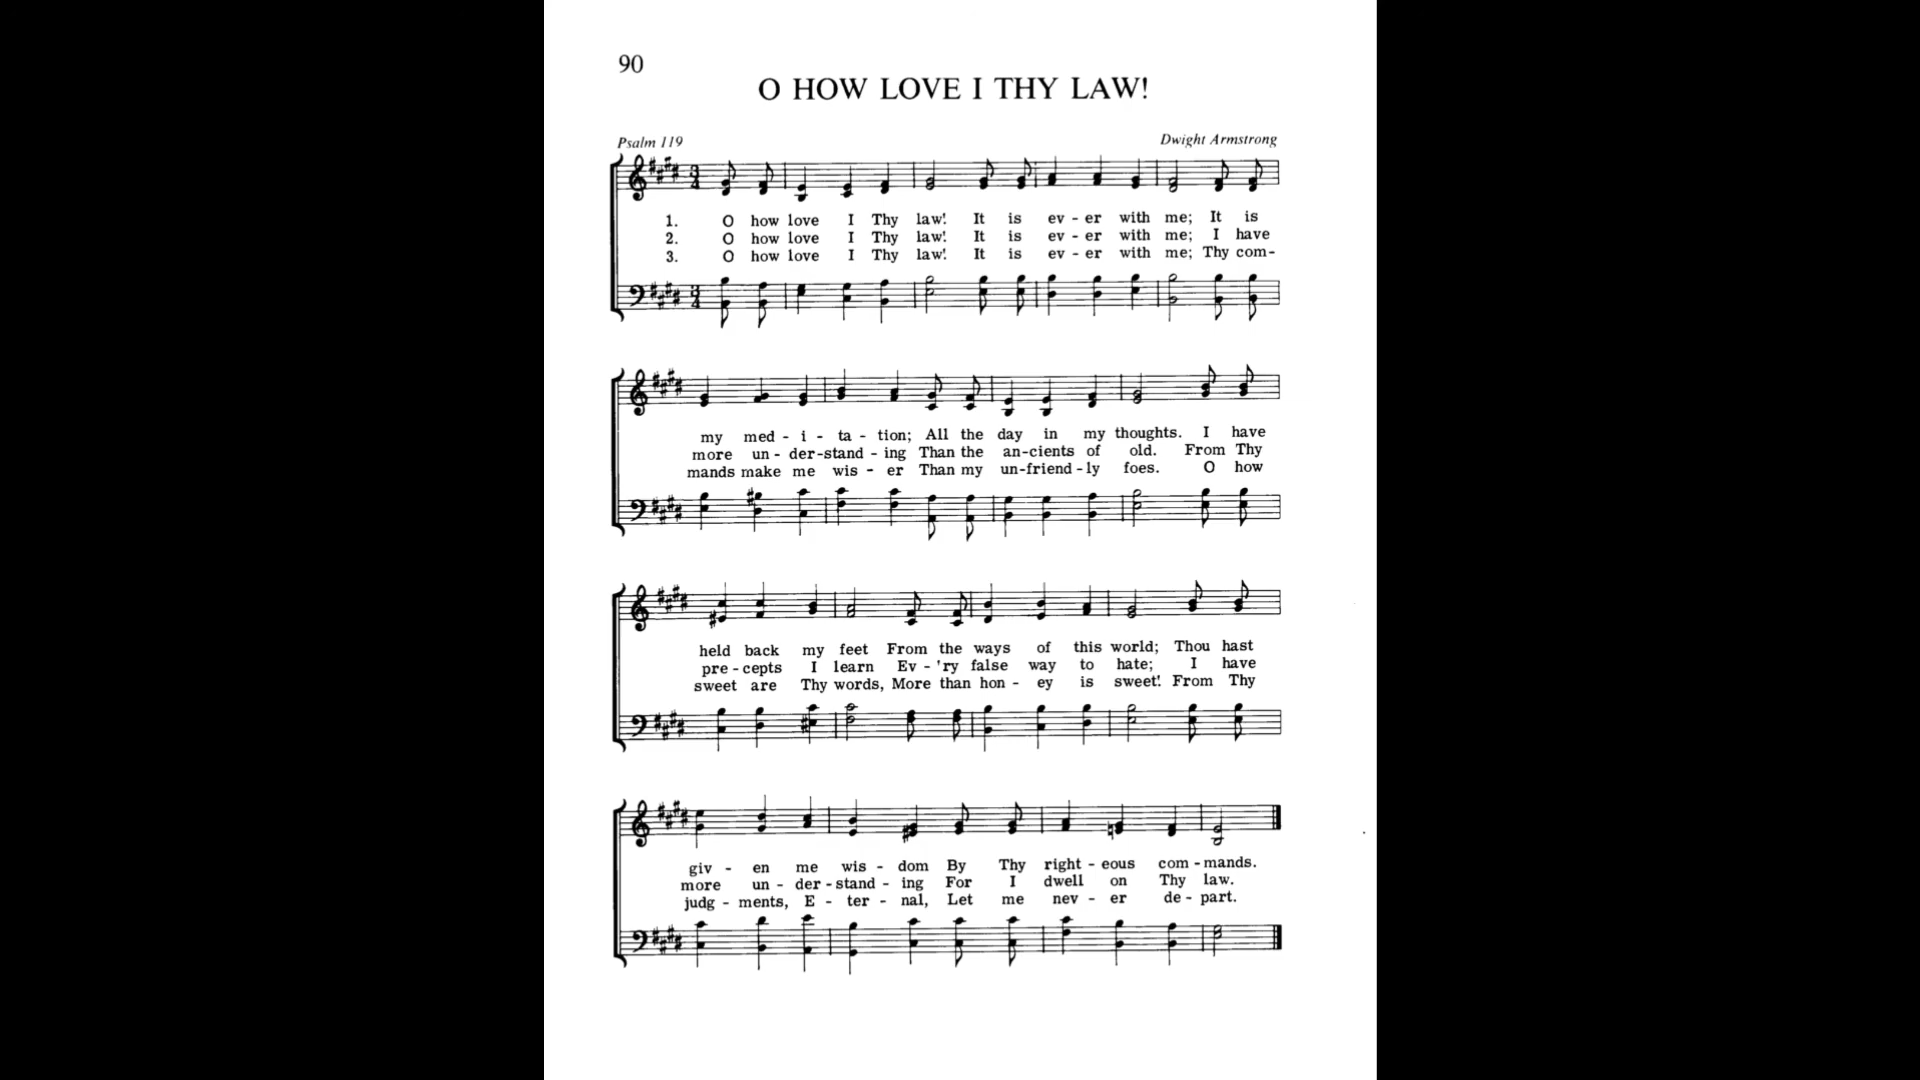 90
O HOW LOVE I THY LAW!
Psalm 119 Dwight Armstrong
3 4
1. O how love I Thy law! It is ev - er with me; It is
2. O how love I Thy law! It is ev - er with me; I have
3. O how love I Thy law! It is ev - er with me; Thy com-
3 4
my med - i - ta - tion; All the day in my thoughts. I have
more un - der-stand - ing Than the an-cients of old. From Thy
mands make me wis - er Than my un-friend - ly foes. O how
held back my feet From the ways of this world; Thou hast
pre - cepts I learn Ev - 'ry false way to hate; I have
sweet are Thy words, More than hon - ey is sweet! From Thy
giv - en me wis - dom By Thy right - eous com - mands.
more un - der - stand - ing For I dwell on Thy law.
judg - ments, E - ter - nal, Let me nev - er de - part.